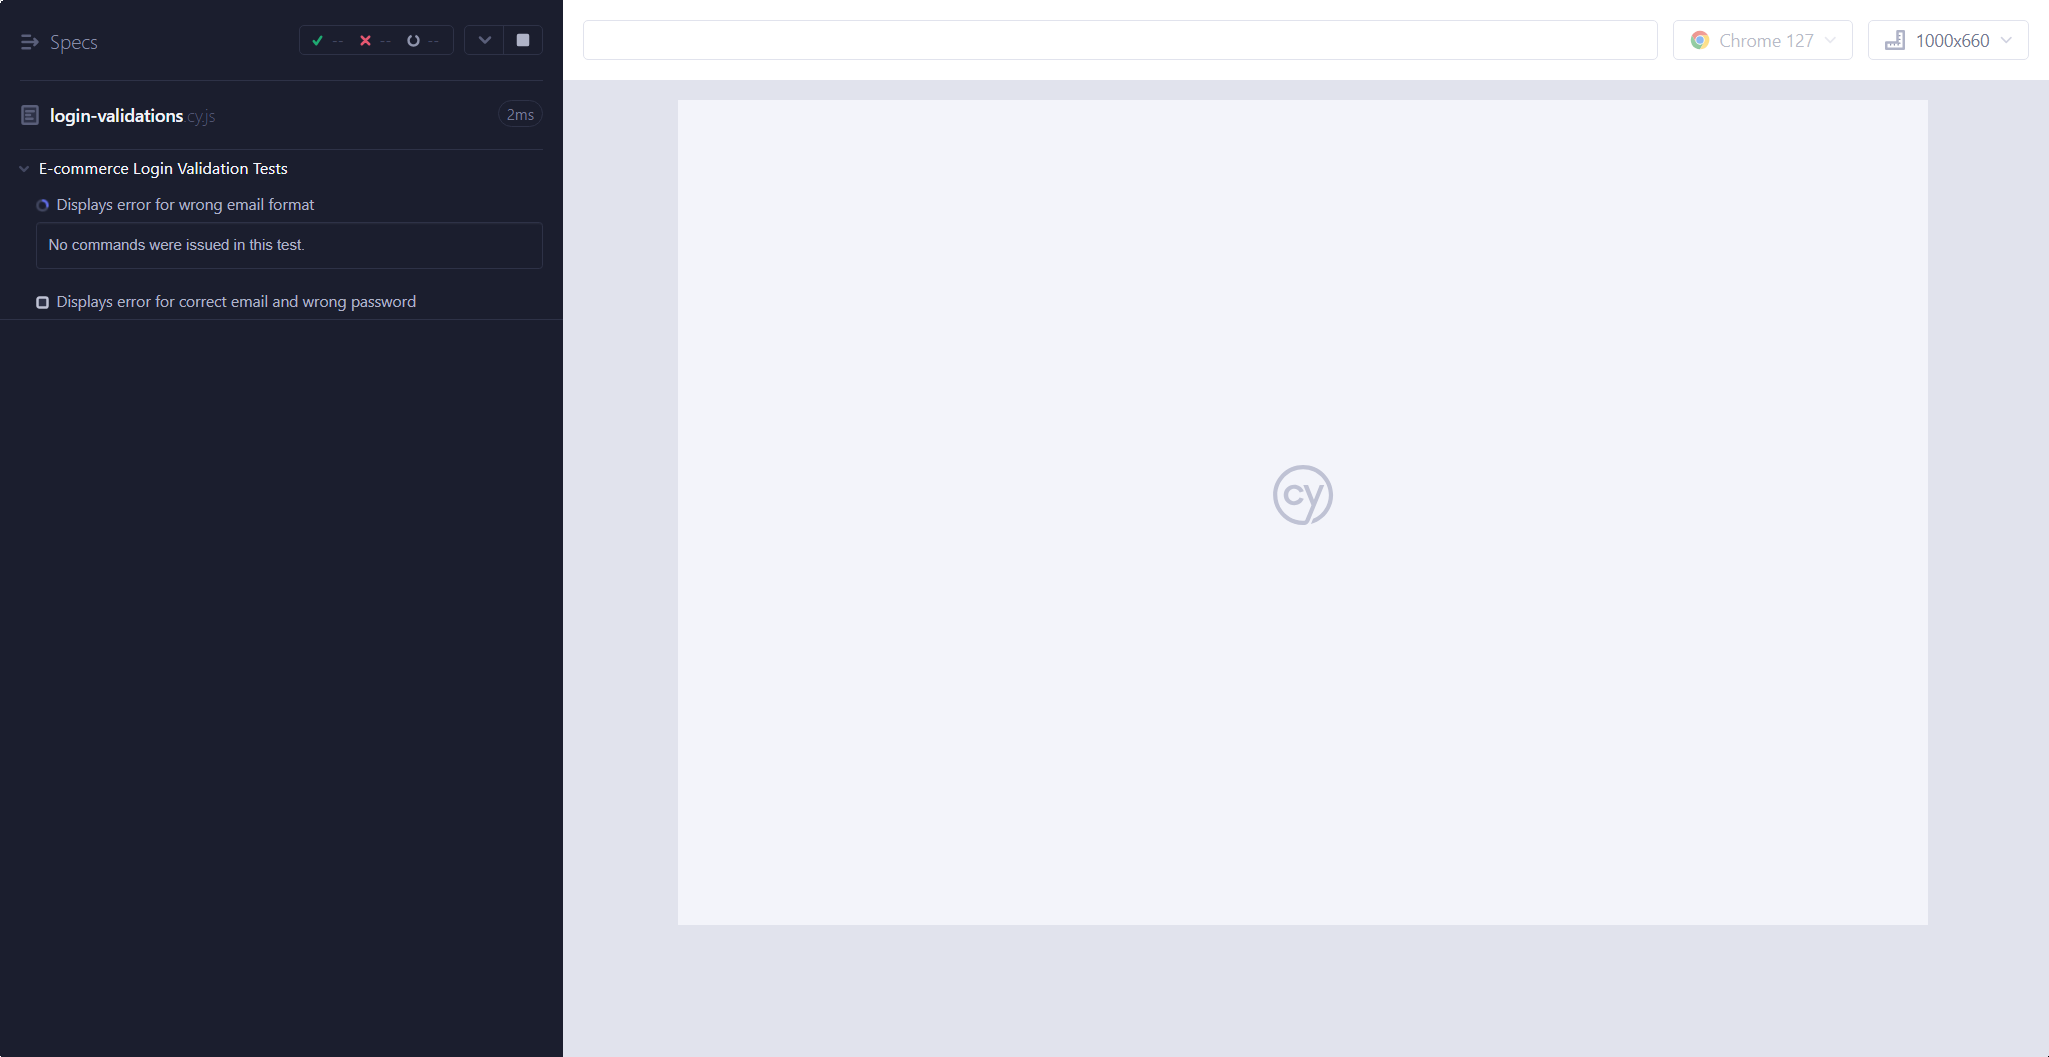 Specs
-- -- --
login-validations.cy.js
2ms
E-commerce Login Validation Tests
Displays error for wrong email format
No commands were issued in this test.
Displays error for correct email and wrong password
Chrome 127
1000x660
cy